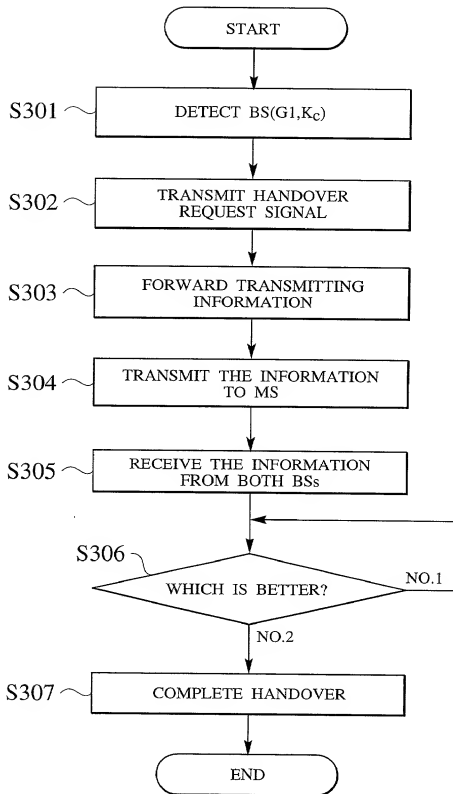 START
S301
DETECT BS(G1,Kc)
S302
TRANSMIT HANDOVER
REQUEST SIGNAL
S303
FORWARD TRANSMITTING
INFORMATION
S304
TRANSMIT THE INFORMATION
TO MS
S305
RECEIVE THE INFORMATION
FROM BOTH BSs
S306
WHICH IS BETTER?
NO.1
NO.2
S307
COMPLETE HANDOVER
END